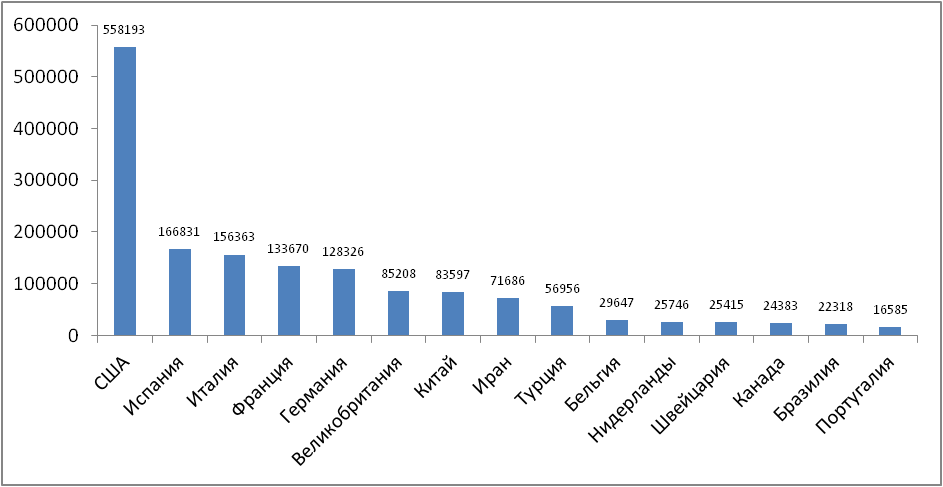 600000
500000
400000
300000
200000
100000
0
558193
166831
156363
133670
128326
85208
83597
71686
56956
29647
25746
25415
24383
22318
16585
США
Испания
Италия
Франция
Германия
Великобритания
Китай
Иран
Турция
Бельгия
Нидерланды
Швейцария
Канада
Бразилия
Португалия